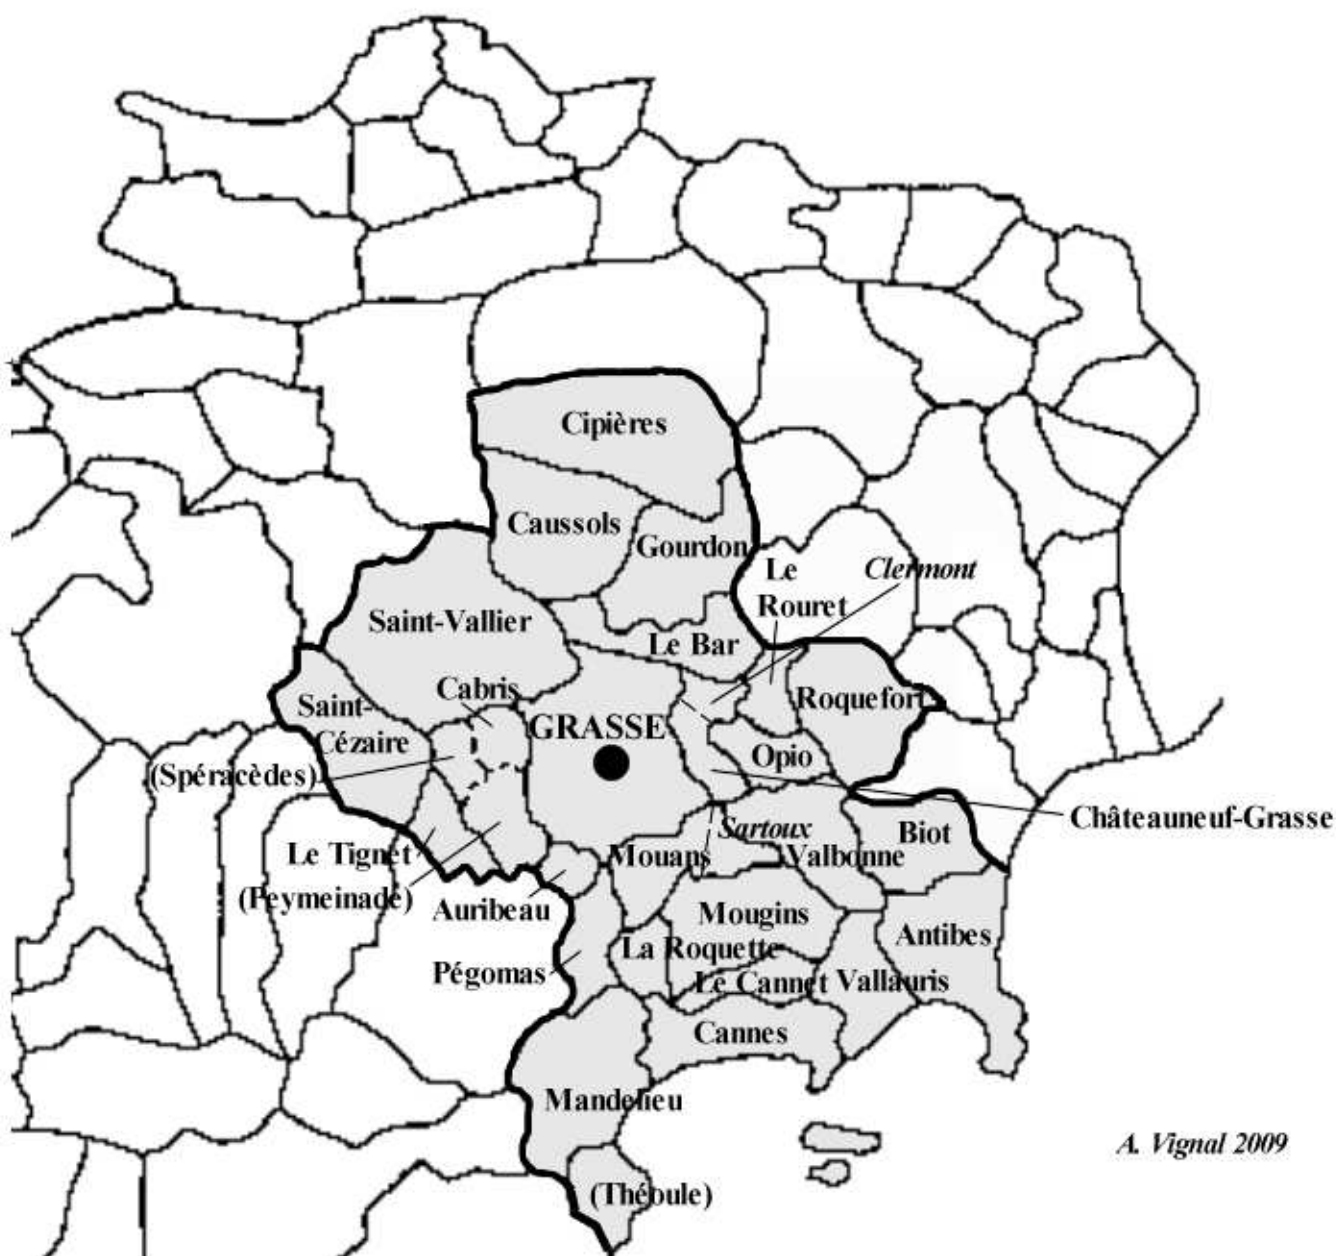 Cipières
Caussols
Gourdon
Le
Rouret
Clermont
Saint-Vallier
Le Bar
Cabris
Saint-
Cézaire
GRASSE
Roquefort
(Spéracèdes)
Opio
Châteauneuf-Grasse
Sartoux
Biot
Le Tignet
Mouans
Valbonne
(Peymeinade)
Auribeau
Mougins
Antibes
La Roquette
Pégomas
Le Cannet
Vallauris
Cannes
Mandelieu
A. Vignal 2009
(Théoule)